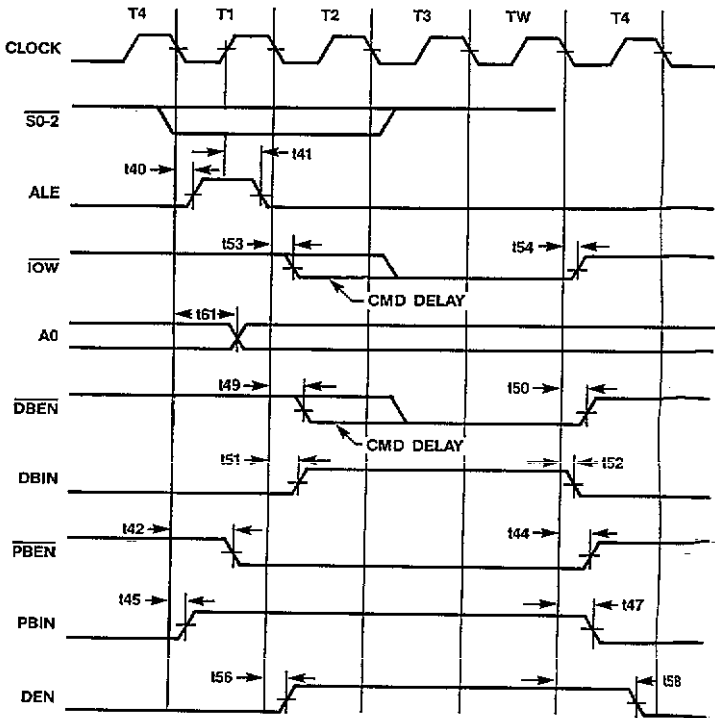 T4 T1 T2 T3 TW T4
CLOCK
S0-2
t40 t41
ALE
t53 t54
IOW
CMD DELAY
t61
A0
t49 t50
DBEN
CMD DELAY
t51 t52
DBIN
t42 t44
PBEN
t45 t47
PBIN
t56 t58
DEN